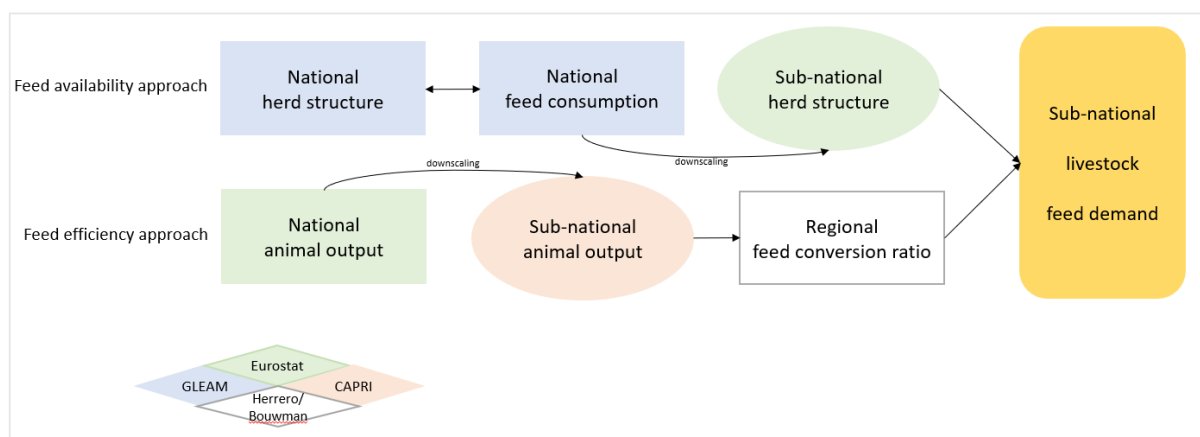 Feed availability approach
National
herd structure
National
feed consumption
Sub-national
herd structure
downscaling
downscaling
Sub-national
livestock
feed demand
Feed efficiency approach
National
animal output
Sub-national
animal output
Regional
feed conversion ratio
Eurostat
GLEAM
CAPRI
Herrero/
Bouwman